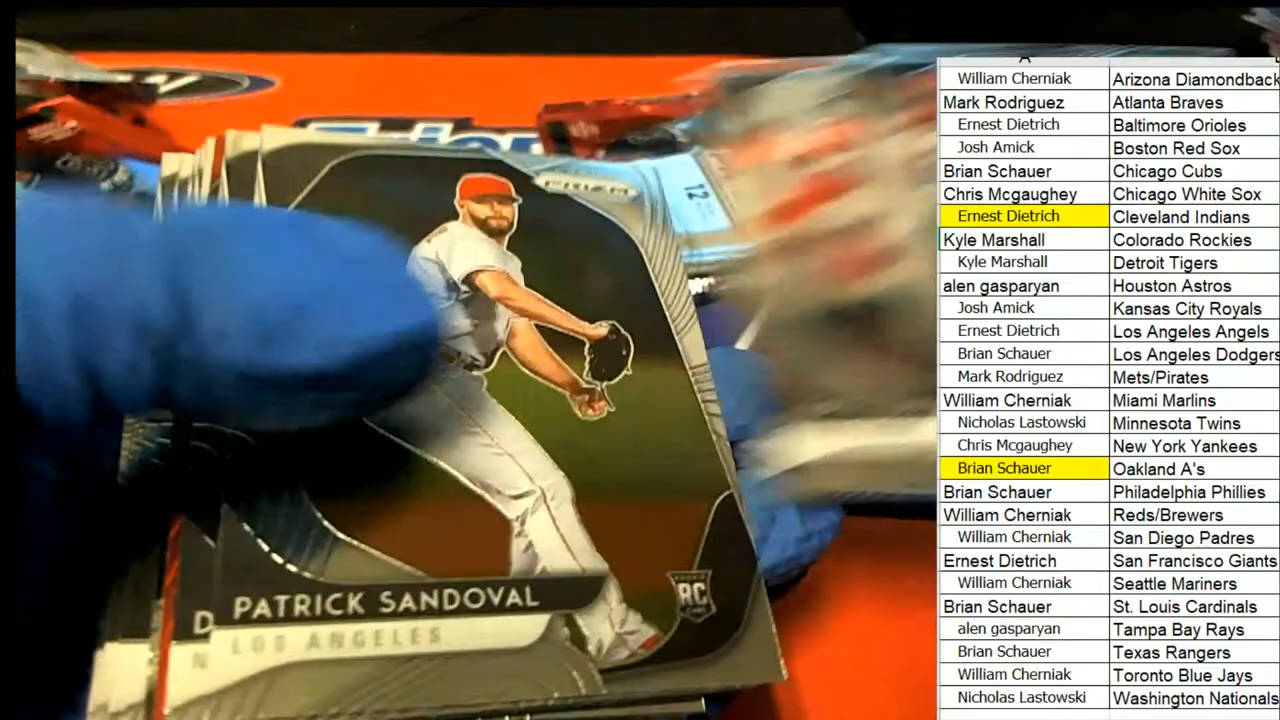 PRIZM
12
PATRICK SANDOVAL
LOS ANGELES
ROOKIE
RC
CARD
D
N
A
William Cherniak Arizona Diamondback
Mark Rodriguez Atlanta Braves
Ernest Dietrich Baltimore Orioles
Josh Amick Boston Red Sox
Brian Schauer Chicago Cubs
Chris Mcgaughey Chicago White Sox
Ernest Dietrich Cleveland Indians
Kyle Marshall Colorado Rockies
Kyle Marshall Detroit Tigers
alen gasparyan Houston Astros
Josh Amick Kansas City Royals
Ernest Dietrich Los Angeles Angels
Brian Schauer Los Angeles Dodgers
Mark Rodriguez Mets/Pirates
William Cherniak Miami Marlins
Nicholas Lastowski Minnesota Twins
Chris Mcgaughey New York Yankees
Brian Schauer Oakland A's
Brian Schauer Philadelphia Phillies
William Cherniak Reds/Brewers
William Cherniak San Diego Padres
Ernest Dietrich San Francisco Giants
William Cherniak Seattle Mariners
Brian Schauer St. Louis Cardinals
alen gasparyan Tampa Bay Rays
Brian Schauer Texas Rangers
William Cherniak Toronto Blue Jays
Nicholas Lastowski Washington Nationals